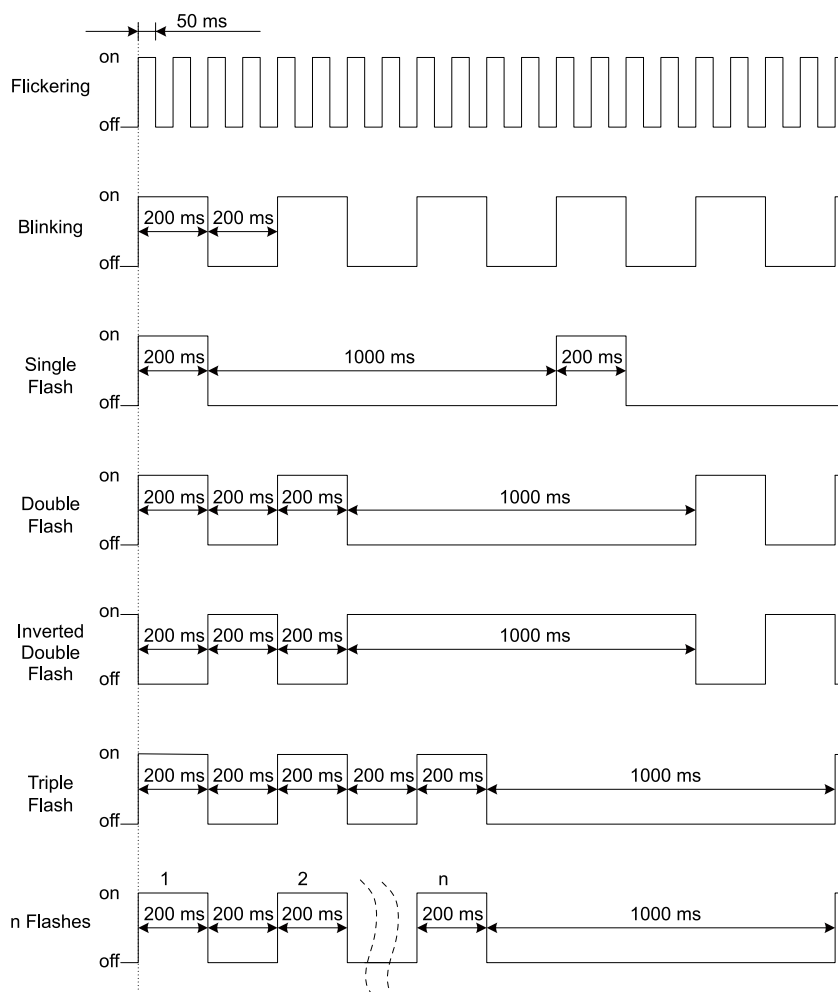 50 ms
on
Flickering
off
on
Blinking
200 ms 200 ms
off
on
Single
Flash
200 ms 1000 ms 200 ms
off
on
Double
Flash
200 ms 200 ms 200 ms 1000 ms
off
on
Inverted
Double
Flash
200 ms 200 ms 200 ms 1000 ms
off
on
Triple
Flash
200 ms 200 ms 200 ms 200 ms 200 ms 1000 ms
off
1 2 n
on
n Flashes
200 ms 200 ms 200 ms 200 ms 1000 ms
off